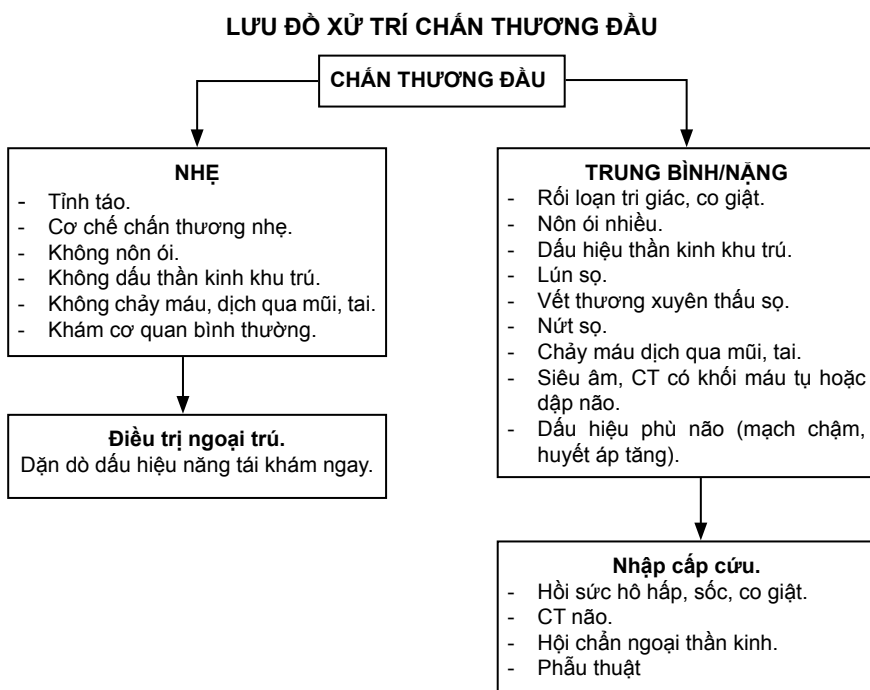 LƯU ĐỒ XỬ TRÍ CHẤN THƯƠNG ĐẦU
CHẤN THƯƠNG ĐẦU
NHẸ
- Tỉnh táo.
- Cơ chế chấn thương nhẹ.
- Không nôn ói.
- Không dấu thần kinh khu trú.
- Không chảy máu, dịch qua mũi, tai.
- Khám cơ quan bình thường.
Điều trị ngoại trú.
Dặn dò dấu hiệu năng tái khám ngay.
TRUNG BÌNH/NẶNG
- Rối loạn tri giác, co giật.
- Nôn ói nhiều.
- Dấu hiệu thần kinh khu trú.
- Lún sọ.
- Vết thương xuyên thấu sọ.
- Nứt sọ.
- Chảy máu dịch qua mũi, tai.
- Siêu âm, CT có khối máu tụ hoặc
dập não.
- Dấu hiệu phù não (mạch chậm,
huyết áp tăng).
Nhập cấp cứu.
- Hồi sức hô hấp, sốc, co giật.
- CT não.
- Hội chẩn ngoại thần kinh.
- Phẫu thuật